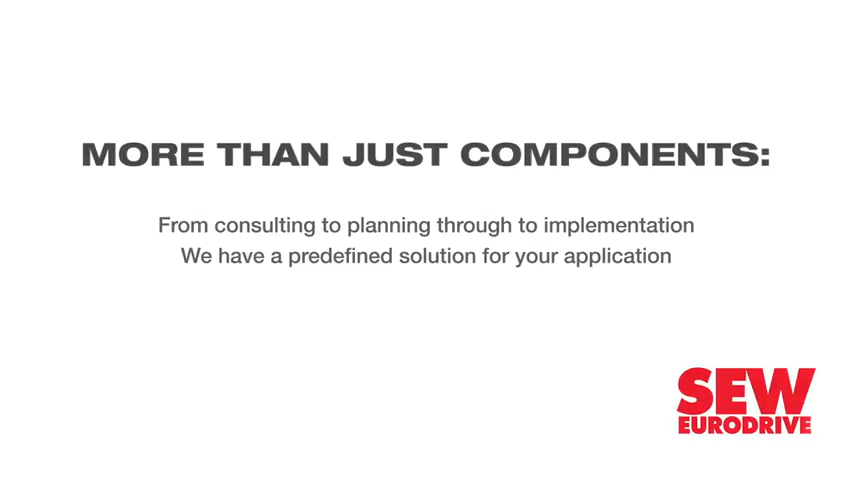 MORE THAN JUST COMPONENTS:
From consulting to planning through to implementation
We have a predefined solution for your application
SEW
EURODRIVE